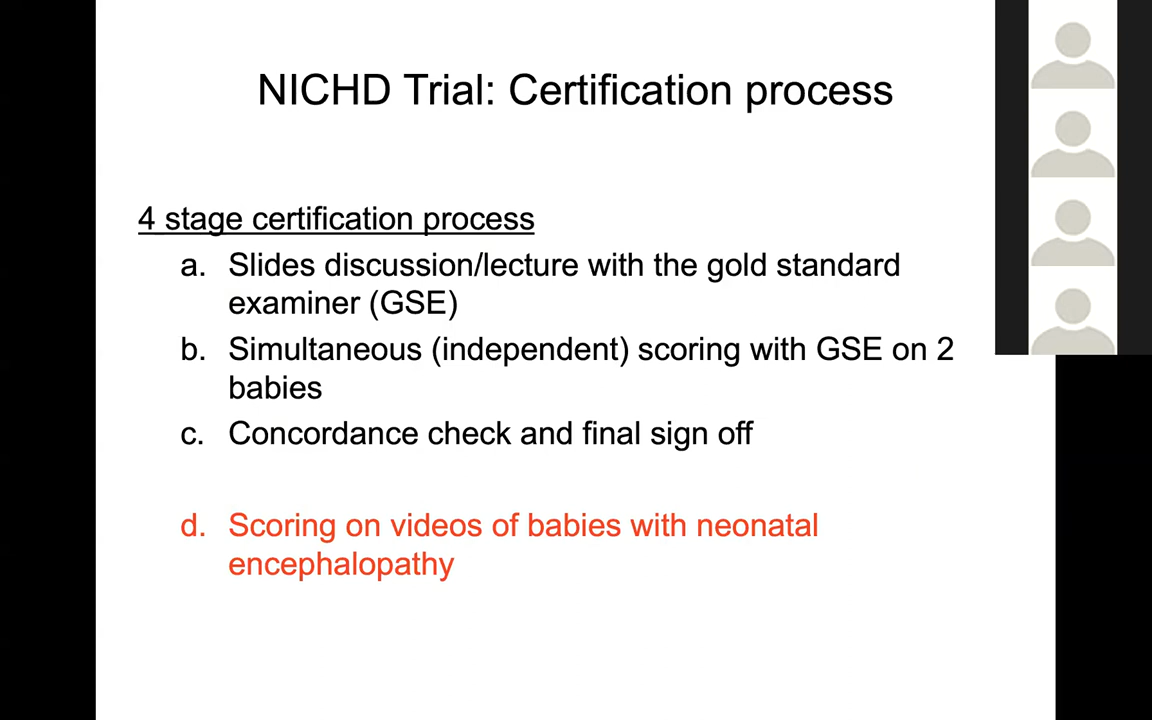 NICHD Trial: Certification process
4 stage certification process
a. Slides discussion/lecture with the gold standard
examiner (GSE)
b. Simultaneous (independent) scoring with GSE on 2
babies
c. Concordance check and final sign off
d. Scoring on videos of babies with neonatal
encephalopathy